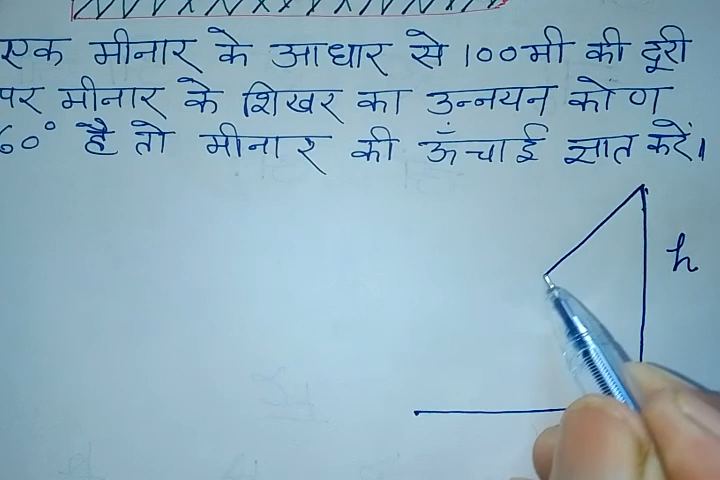 एक मीनार के आधार से 100मी की दूरी
पर मीनार के शिखर का उन्नयन कोण
60° है तो मीनार की ऊँचाई ज्ञात करें।
h